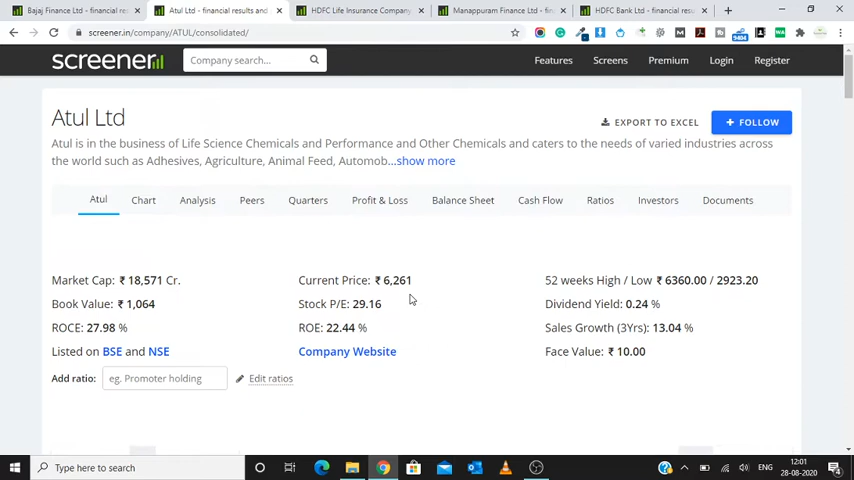 Bajaj Finance Ltd - financial resu
Atul Ltd - financial results and
HDFC Life Insurance Company
Manappuram Finance Ltd - fin
HDFC Bank Ltd - financial resu
screener.in/company/ATUL/consolidated/
9404
screener
Company search...
Features
Screens
Premium
Login
Register
Atul Ltd
EXPORT TO EXCEL
+ FOLLOW
Atul is in the business of Life Science Chemicals and Performance and Other Chemicals and caters to the needs of varied industries across
the world such as Adhesives, Agriculture, Animal Feed, Automob...show more
Atul
Chart
Analysis
Peers
Quarters
Profit & Loss
Balance Sheet
Cash Flow
Ratios
Investors
Documents
Market Cap: ₹ 18,571 Cr.
Current Price: ₹ 6,261
52 weeks High / Low ₹ 6360.00 / 2923.20
Book Value: ₹ 1,064
Stock P/E: 29.16
Dividend Yield: 0.24 %
ROCE: 27.98 %
ROE: 22.44 %
Sales Growth (3Yrs): 13.04 %
Listed on BSE and NSE
Company Website
Face Value: ₹ 10.00
Add ratio:
eg. Promoter holding
Edit ratios
Type here to search
ENG
12:01
28-08-2020